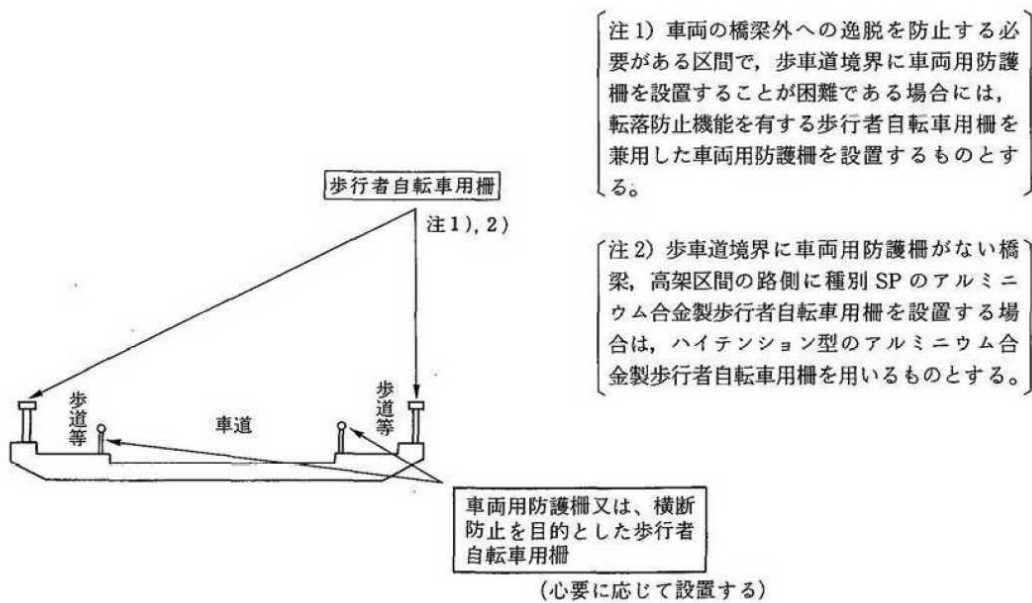 注1）車両の橋梁外への逸脱を防止する必
要がある区間で，歩車道境界に車両用防護
柵を設置することが困難である場合には，
転落防止機能を有する歩行者自転車用柵を
兼用した車両用防護柵を設置するものとす
る。
歩行者自転車用柵
注1），2）
注2）歩車道境界に車両用防護柵がない橋
梁，高架区間の路側に種別 SP のアルミニ
ウム合金製歩行者自転車用柵を設置する場
合は，ハイテンション型のアルミニウム合
金製歩行者自転車用柵を用いるものとする。
歩道等
車道
歩道等
車両用防護柵又は、横断
防止を目的とした歩行者
自転車用柵
（心要に応じて設置する）